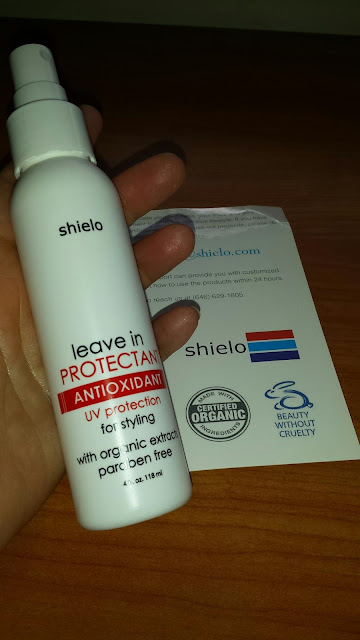 shielo
leave in
PROTECTANT
ANTIOXIDANT
UV protection
for styling
with organic extract
paraben free
4 fl. oz. 118 ml
@shielo.com
can provide you with customized
how to use the products within 24 hours.
reach us at (646) 629-1605
shielo
MADE WITH
CERTIFIED
ORGANIC
INGREDIENTS
BEAUTY
WITHOUT
CRUELTY